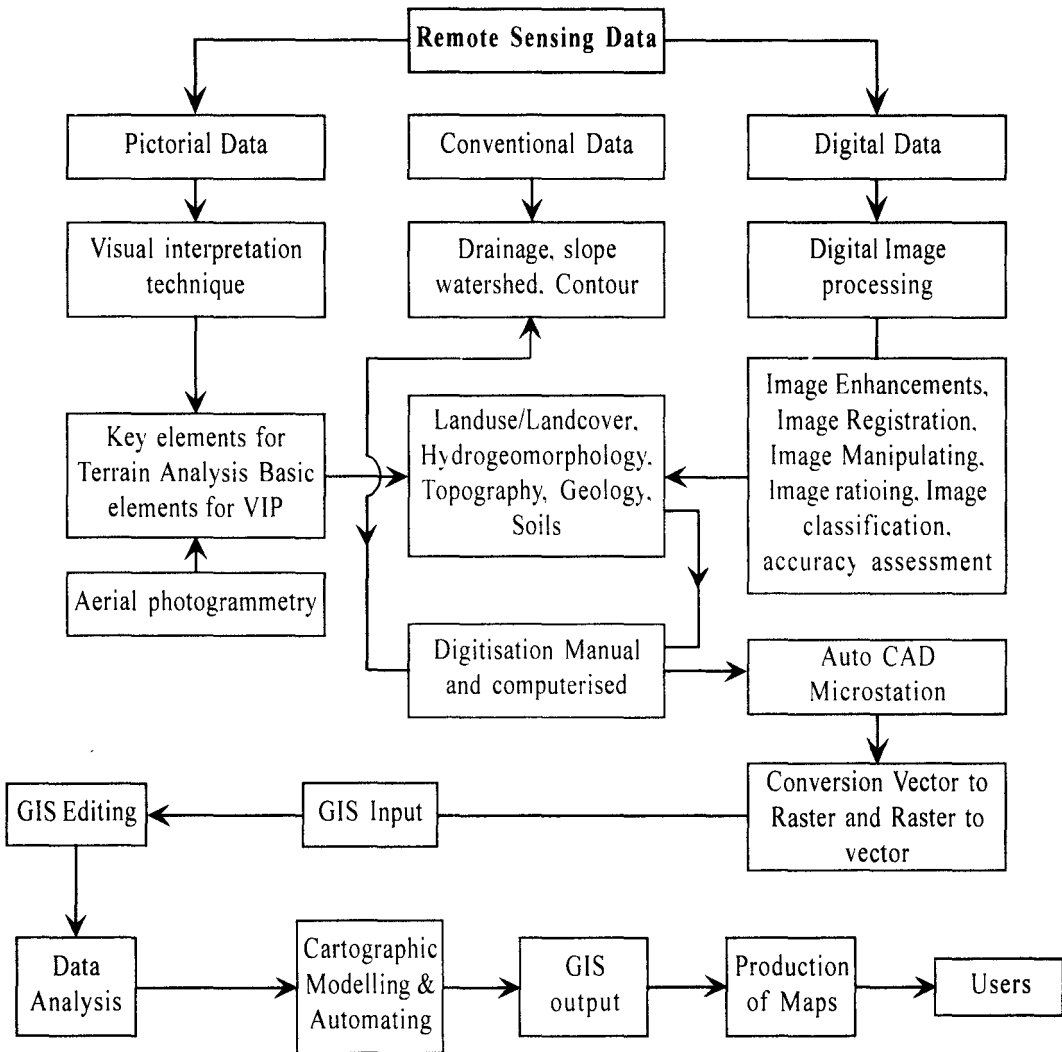 Remote Sensing Data
Pictorial Data
Conventional Data
Digital Data
Visual interpretation
technique
Drainage, slope
watershed. Contour
Digital Image
processing
Key elements for
Terrain Analysis Basic
elements for VIP
Landuse/Landcover,
Hydrogeomorphology.
Topography, Geology,
Soils
Image Enhancements,
Image Registration,
Image Manipulating,
Image ratioing, Image
classification,
accuracy assessment
Aerial photogrammetry
Digitisation Manual
and computerised
Auto CAD
Microstation
GIS Editing
GIS Input
Conversion Vector to
Raster and Raster to
vector
Data
Analysis
Cartographic
Modelling &
Automating
GIS
output
Production
of Maps
Users